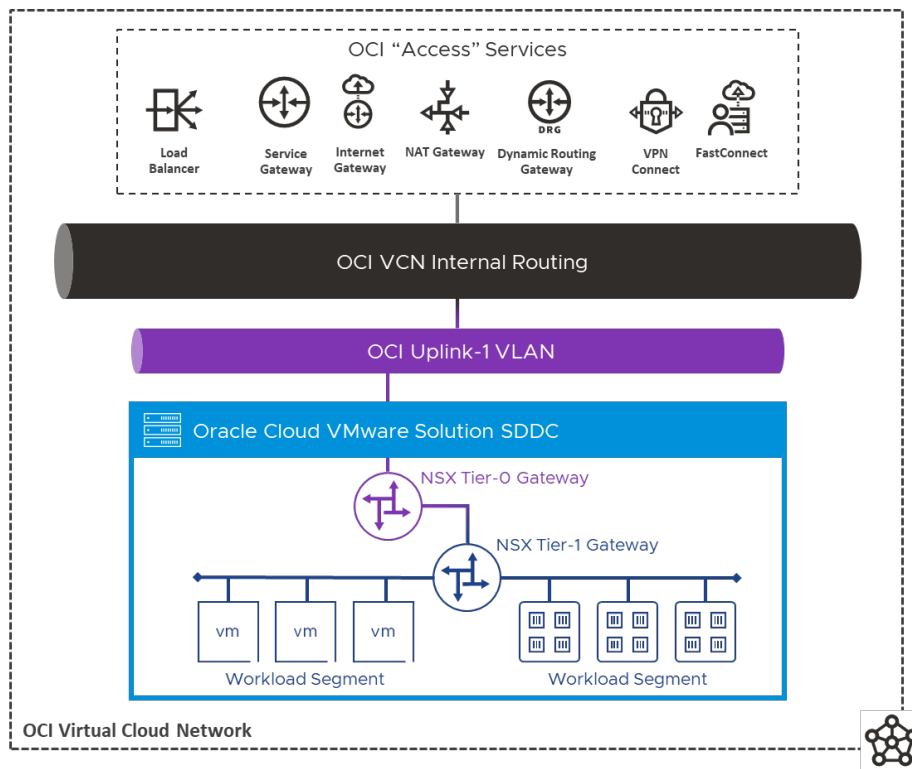 OCI “Access” Services
Load
Balancer
Service
Gateway
Internet
Gateway
NAT Gateway
DRG
Dynamic Routing
Gateway
VPN
Connect
FastConnect
OCI VCN Internal Routing
OCI Uplink-1 VLAN
Oracle Cloud VMware Solution SDDC
NSX Tier-0 Gateway
NSX Tier-1 Gateway
vm
vm
vm
Workload Segment
Workload Segment
OCI Virtual Cloud Network